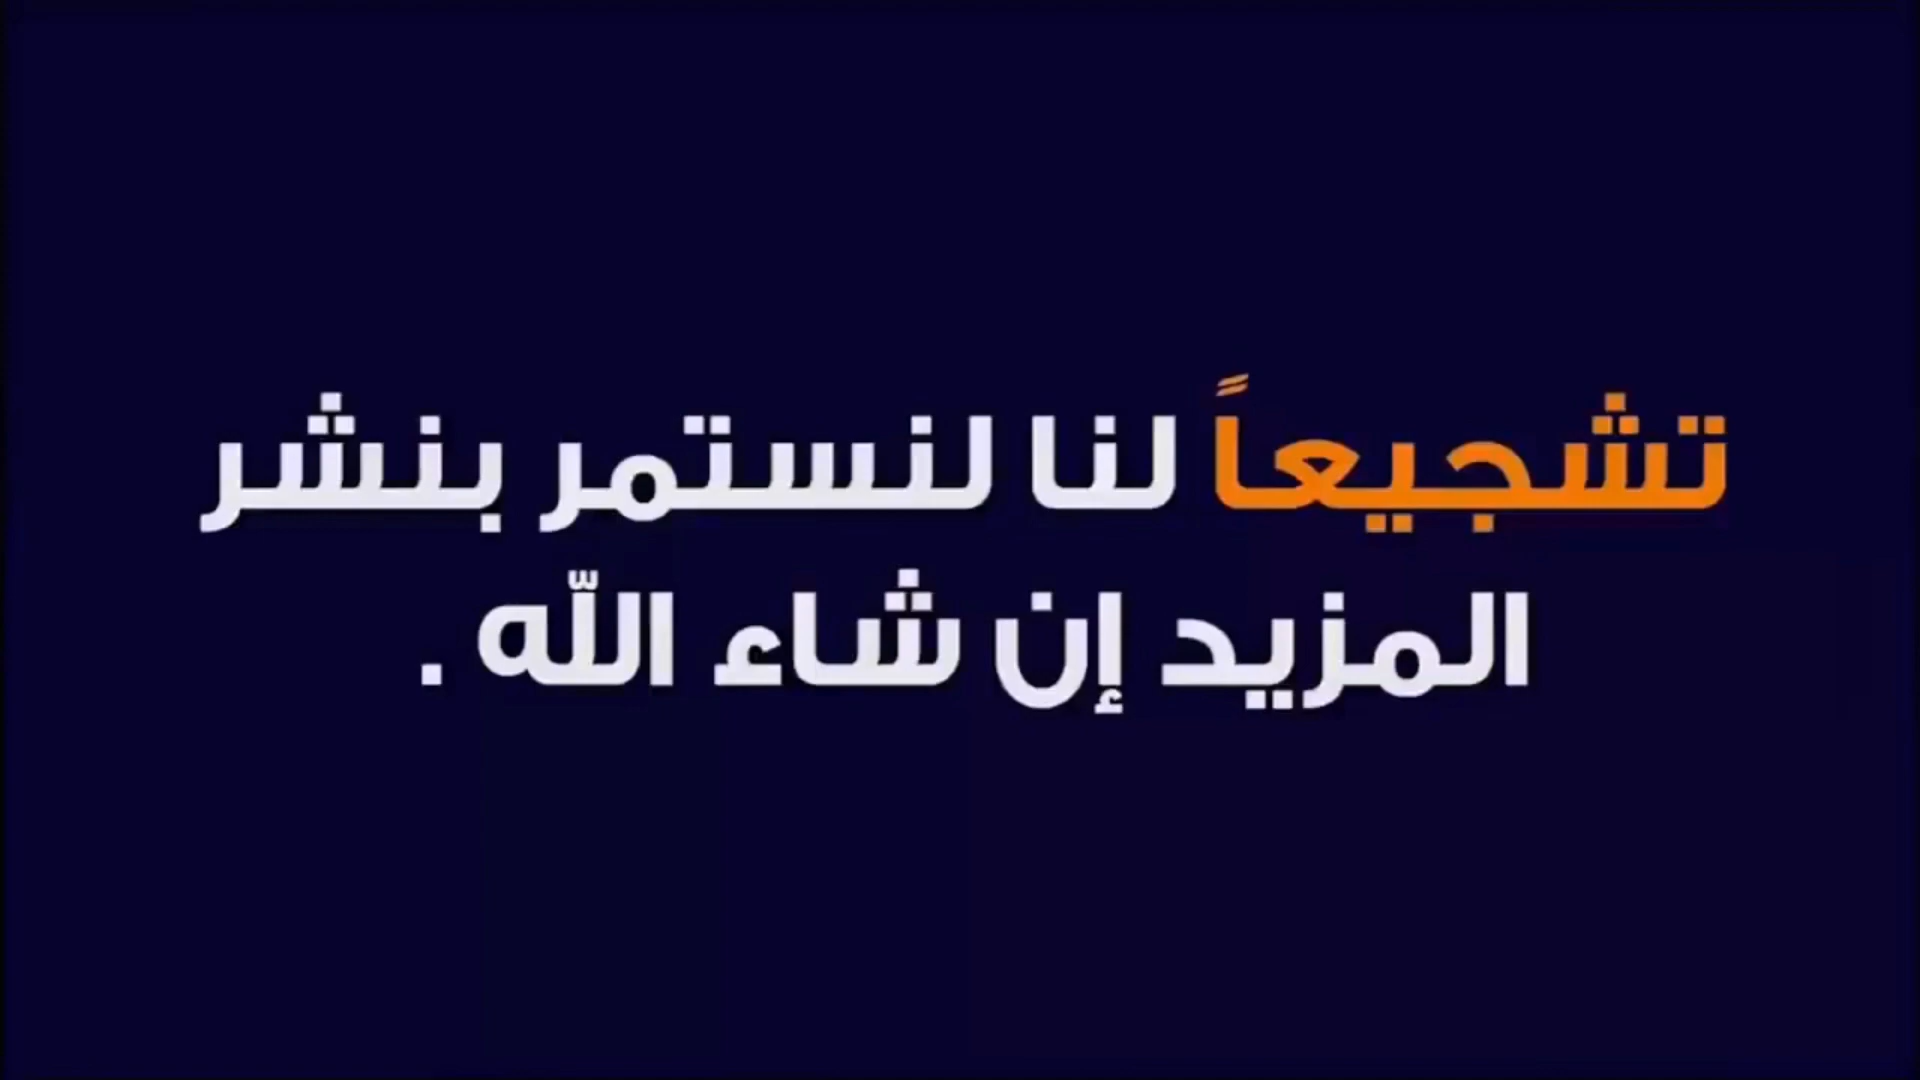 تشجيعاً لنا لنستمر بنشر
المزيد إن شاء اللّه .